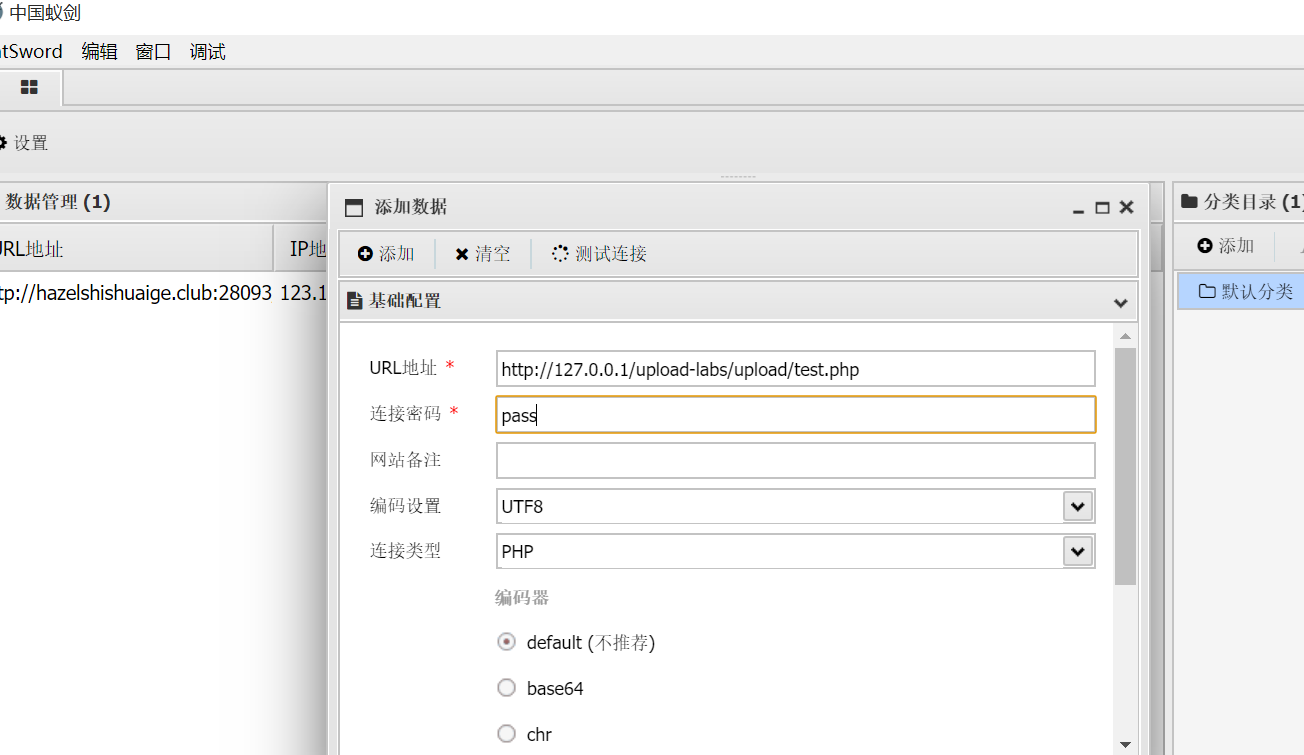 中国蚁剑
ntSword 编辑 窗口 调试
设置
数据管理 (1)
URL地址 IP地
tp://hazelshishuaige.club:28093 123.1
添加数据
添加 清空 测试连接
基础配置
URL地址 * http://127.0.0.1/upload-labs/upload/test.php
连接密码 * pass
网站备注
编码设置 UTF8
连接类型 PHP
编码器
default (不推荐)
base64
chr
分类目录 (1)
添加
默认分类